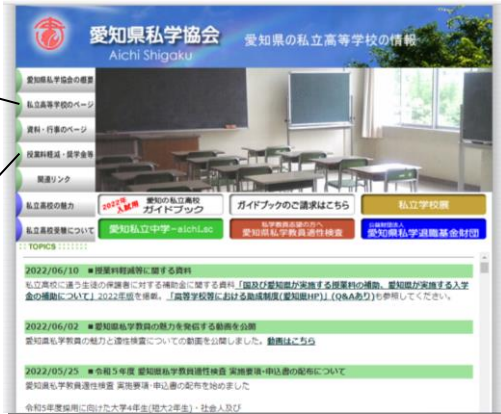 愛知県私学協会
Aichi Shigaku
愛知県の私立高等学校の情報
愛知県私学協会の概要
私立高等学校のページ
資料・行事のページ
授業料軽減・奨学金等
関連リンク
私立高校の魅力
私立高校受験について
2022年入試用
愛知の私立高校
ガイドブック
ガイドブックのご請求はこちら
私立学校展
愛知私立中学-aichi.sc
私学教員志望の方へ
愛知県私学教員適性検査
公益財団法人
愛知県私学退職基金財団
:: TOPICS ::::::::
2022/06/10 ■授業料軽減等に関する資料
私立高校に通う生徒の保護者に対する補助金に関する資料「国及び愛知県が実施する授業料の補助、愛知県が実施する入学
金の補助について」2022年版を掲載。「高等学校等における助成制度(愛知県HP)」(Q&Aあり)も参照してください。
2022/06/02 ■愛知県私学教員の魅力を発信する動画を公開
愛知県私学教員の魅力と適性検査についての動画を公開しました。動画はこちら
2022/05/25 ■令和５年度 愛知県私学教員適性検査 実施要項・申込書の配布について
愛知県私学教員適性検査 実施要項・申込書の配布を始めました
令和5年度採用に向けた大学4年生(短大2年生)・社会人及び